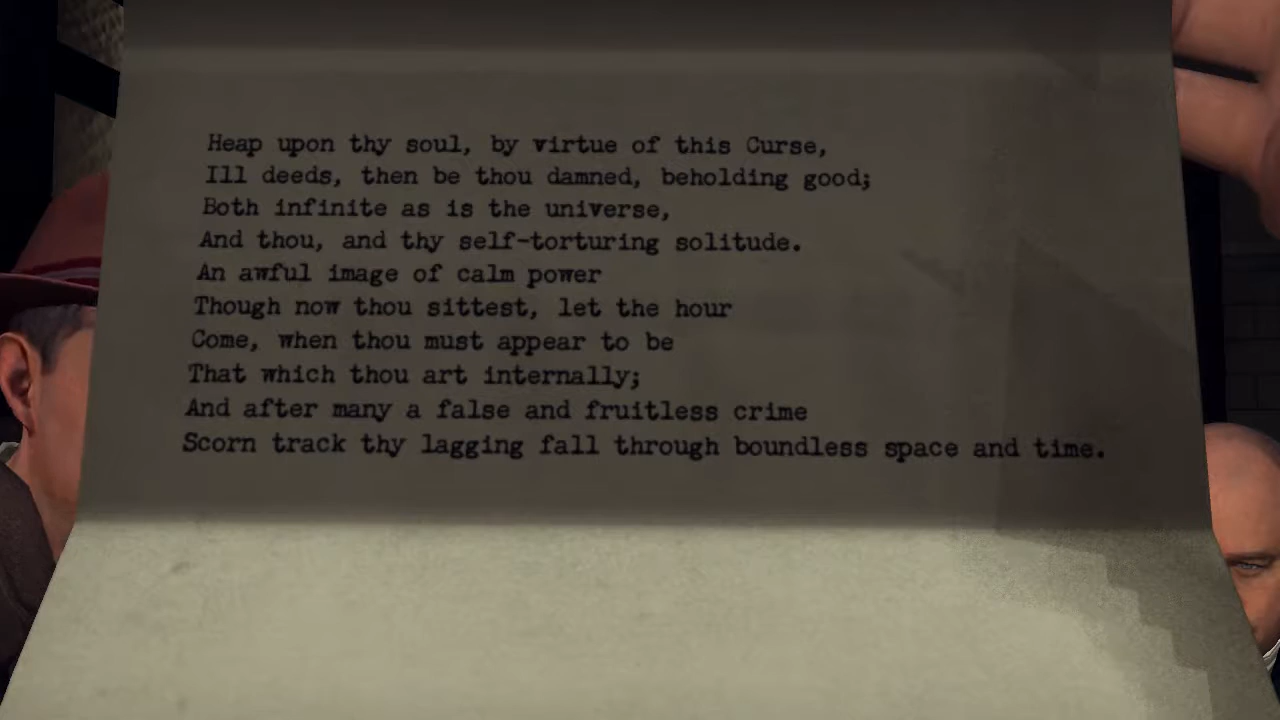 Heap upon thy soul, by virtue of this Curse,
Ill deeds, then be thou damned, beholding good;
Both infinite as is the universe,
And thou, and thy self-torturing solitude.
An awful image of calm power
Though now thou sittest, let the hour
Come, when thou must appear to be
That which thou art internally;
And after many a false and fruitless crime
Scorn track thy lagging fall through boundless space and time.